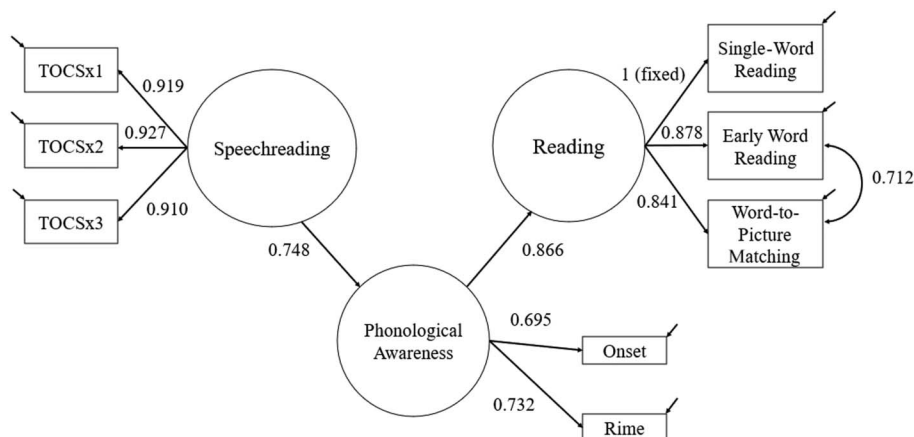 TOCSx1
0.919
TOCSx2
0.927
TOCSx3
0.910
Speechreading
0.748
Phonological
Awareness
0.866
Reading
1 (fixed)
Single-Word
Reading
0.878
Early Word
Reading
0.841
Word-to-
Picture
Matching
0.712
0.695
Onset
0.732
Rime